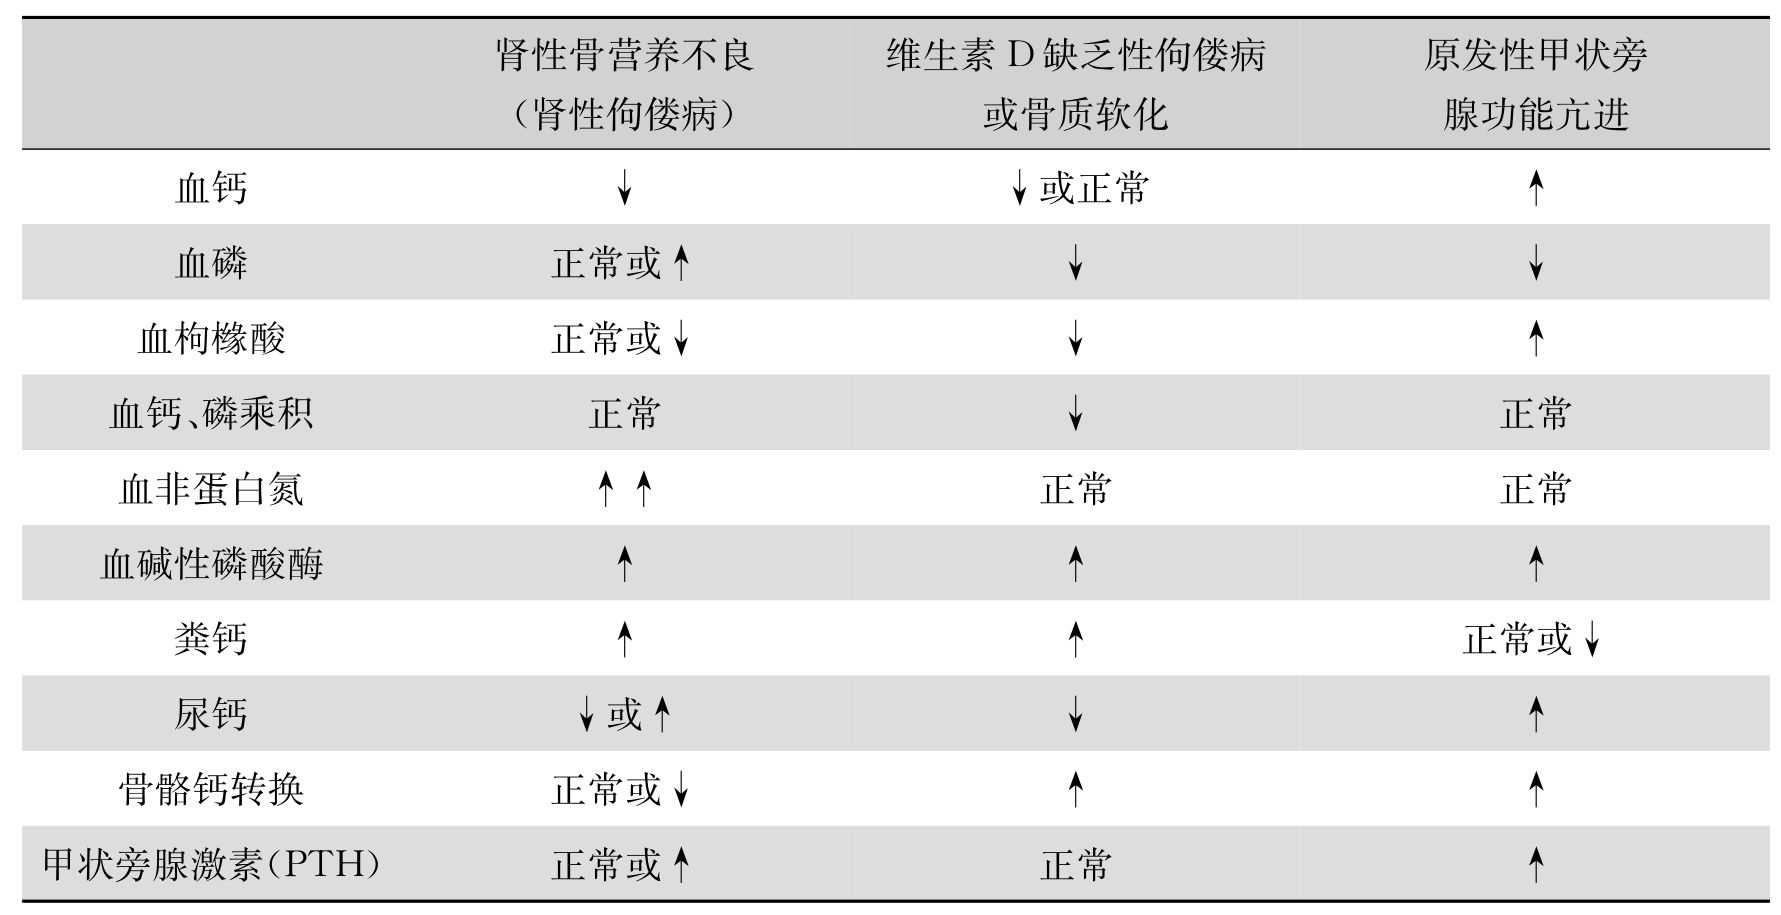 肾性骨营养不良 维生素 D 缺乏性佝偻病 原发性甲状旁
（肾性佝偻病） 或骨质软化 腺功能亢进
血钙 ↓ ↓或正常 ↑
血磷 正常或↑ ↓ ↓
血枸橼酸 正常或↓ ↓ ↑
血钙、磷乘积 正常 ↓ 正常
血非蛋白氮 ↑ ↑ 正常 正常
血碱性磷酸酶 ↑ ↑ ↑
粪钙 ↑ ↑ 正常或↓
尿钙 ↓或↑ ↓ ↑
骨骼钙转换 正常或↓ ↑ ↑
甲状旁腺激素（PTH） 正常或↑ 正常 ↑